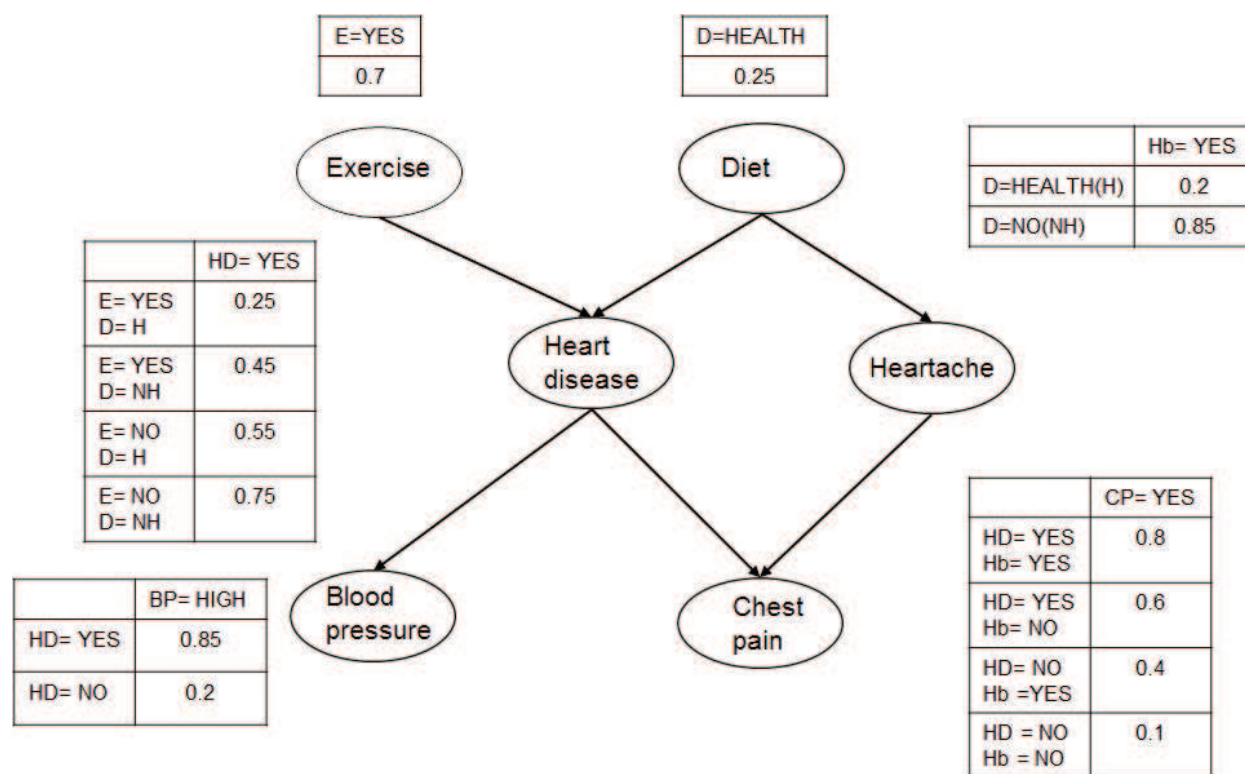 E=YES
0.7
D=HEALTH
0.25
Exercise
Diet
Hb= YES
D=HEALTH(H) 0.2
D=NO(NH) 0.85
HD= YES
E= YES
D= H
0.25
E= YES
D= NH
0.45
E= NO
D= H
0.55
E= NO
D= NH
0.75
Heart
disease
Heartache
BP= HIGH
HD= YES 0.85
HD= NO 0.2
Blood
pressure
Chest
pain
CP= YES
HD= YES
Hb= YES
0.8
HD= YES
Hb= NO
0.6
HD= NO
Hb =YES
0.4
HD = NO
Hb = NO
0.1